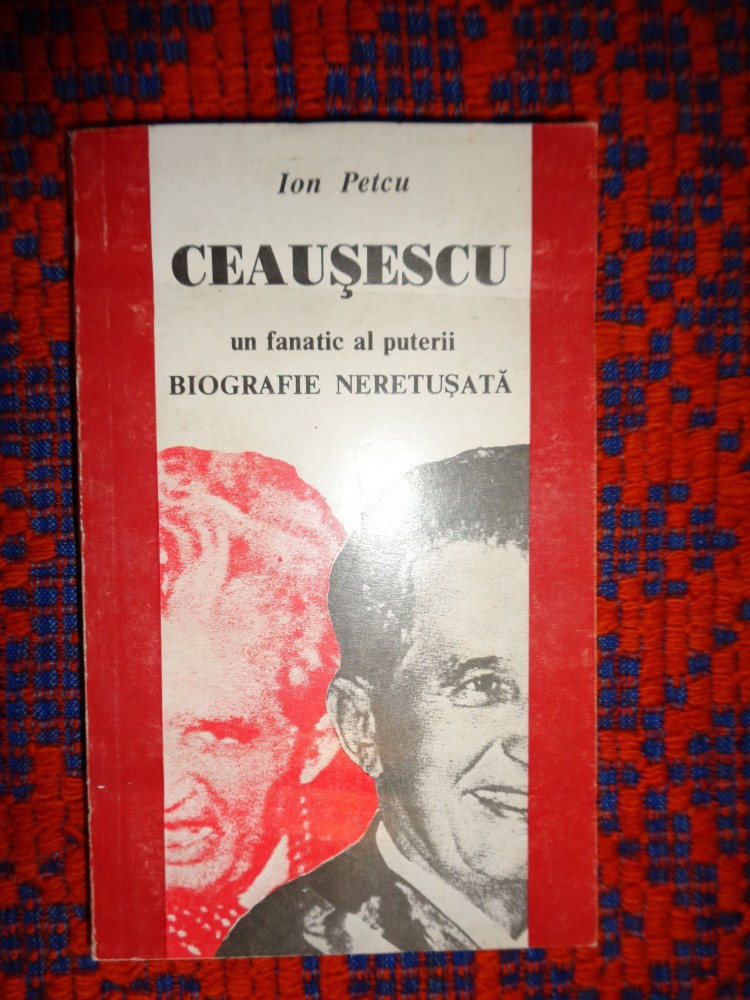 Ion Petcu
CEAUŞESCU
un fanatic al puterii
BIOGRAFIE NERETUŞATĂ